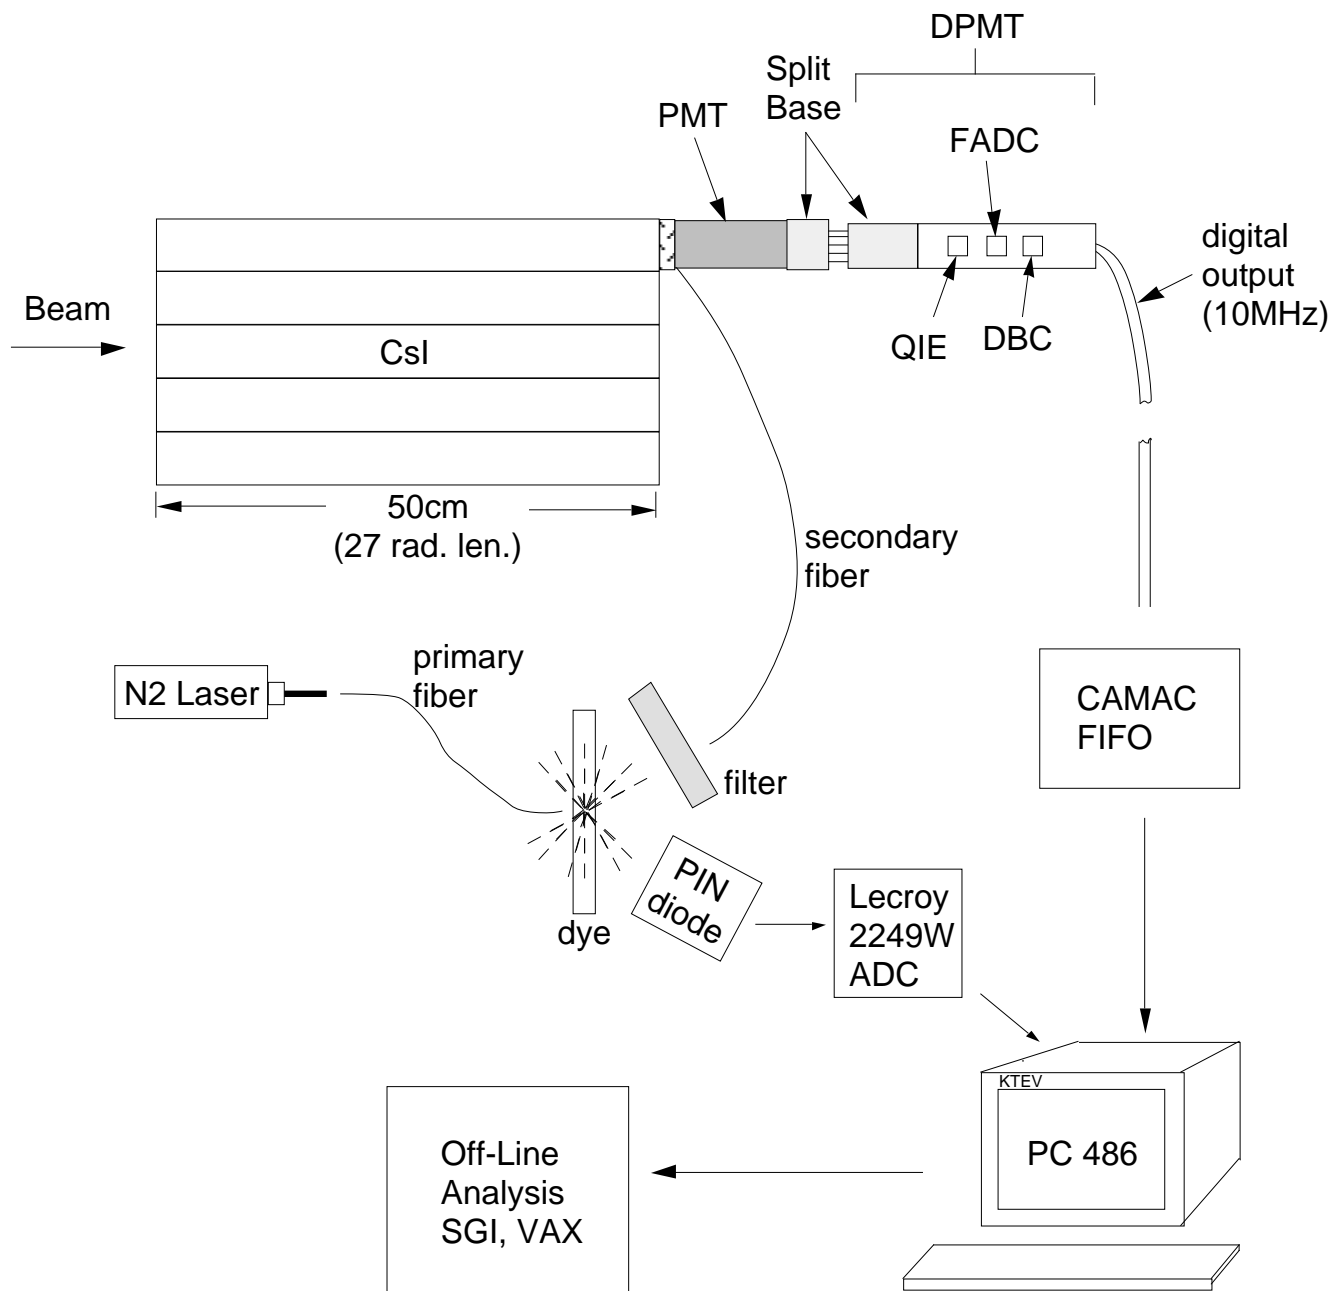 DPMT
Split
Base
PMT
FADC
digital
output
(10MHz)
Beam
CsI
QIE
DBC
50cm
(27 rad. len.)
secondary
fiber
primary
fiber
N2 Laser
CAMAC
FIFO
filter
PIN
diode
dye
Lecroy
2249W
ADC
KTEV
PC 486
Off-Line
Analysis
SGI, VAX